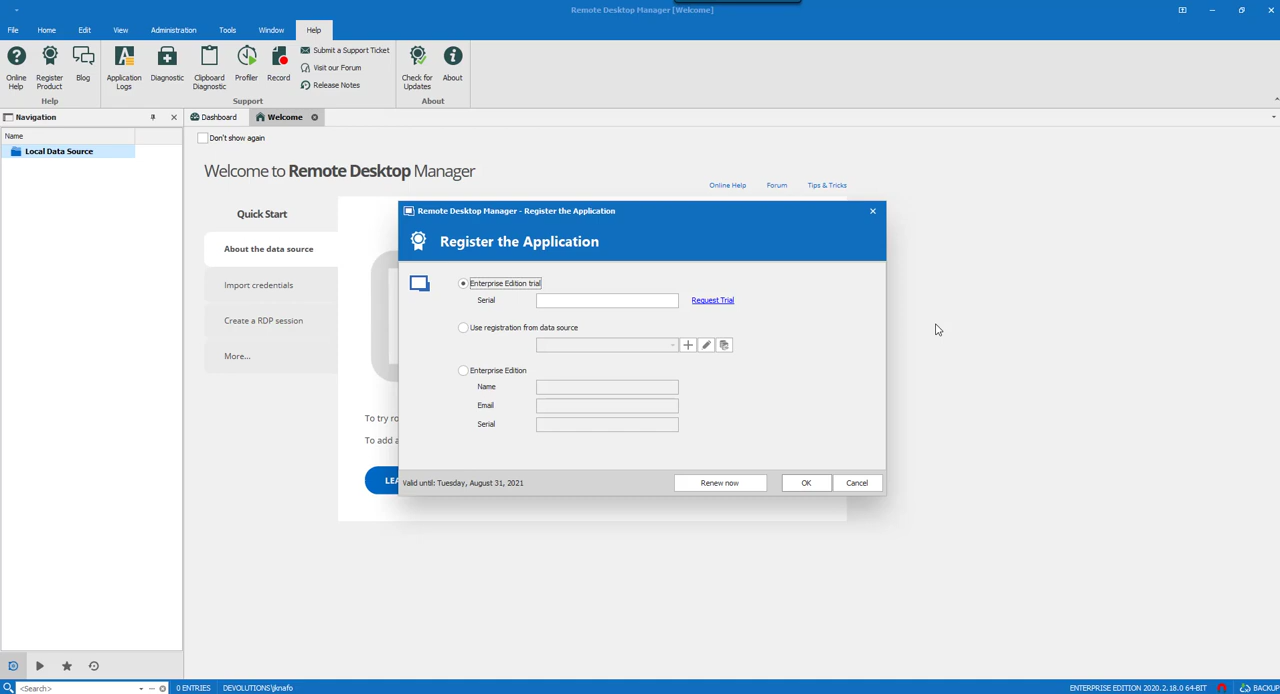 Remote Desktop Manager [Welcome]
File Home Edit View Administration Tools Window Help
Online Help
Register Product
Blog
Help
Application Logs
Diagnostic
Clipboard Diagnostic
Profiler
Record
Submit a Support Ticket
Visit our Forum
Release Notes
Support
Check for Updates
About
About
Navigation
Dashboard
Welcome
Name
Local Data Source
Don't show again
Welcome to Remote Desktop Manager
Online Help Forum Tips & Tricks
Quick Start
About the data source
Import credentials
Create a RDP session
More...
To try ro
To add a
LEA
Remote Desktop Manager - Register the Application
Register the Application
Enterprise Edition trial
Serial
Request Trial
Use registration from data source
Enterprise Edition
Name
Email
Serial
Valid until: Tuesday, August 31, 2021
Renew now
OK
Cancel
<Search>
0 ENTRIES
DEVOLUTIONS\jknafo
ENTERPRISE EDITION 2020.2.18.0 64-BIT
BACKUP